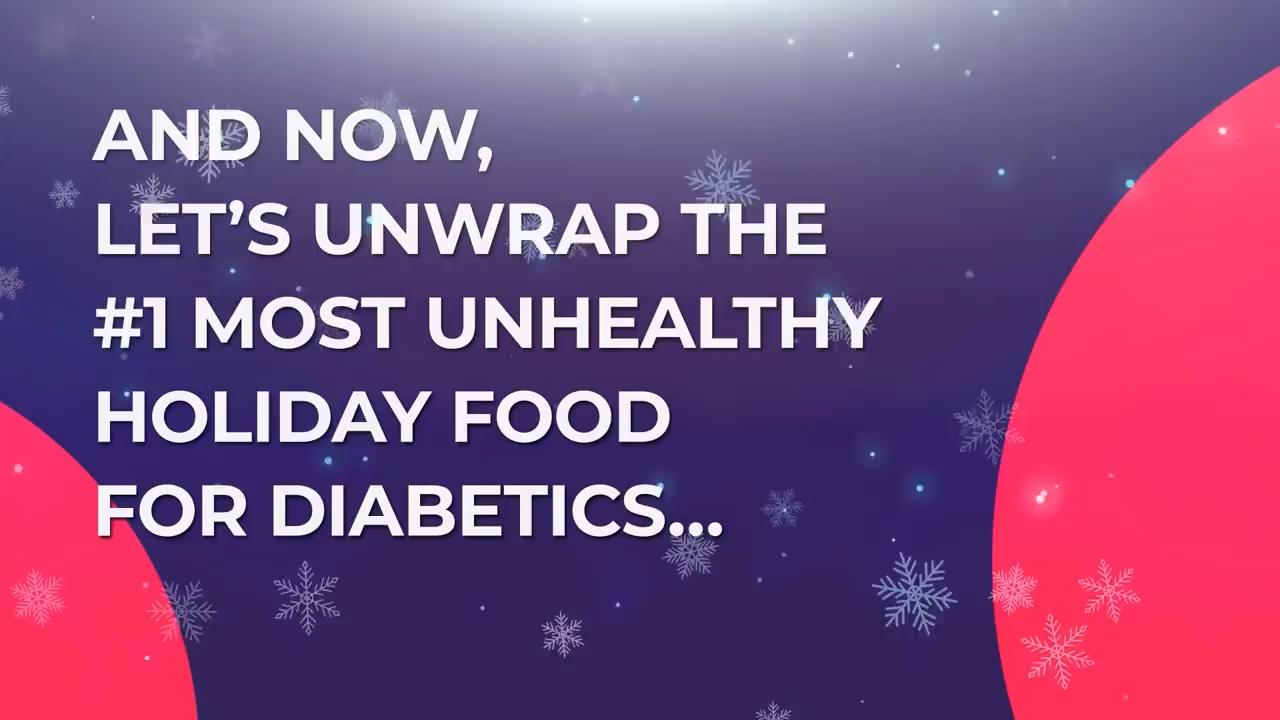 AND NOW,
LET’S UNWRAP THE
#1 MOST UNHEALTHY
HOLIDAY FOOD
FOR DIABETICS...